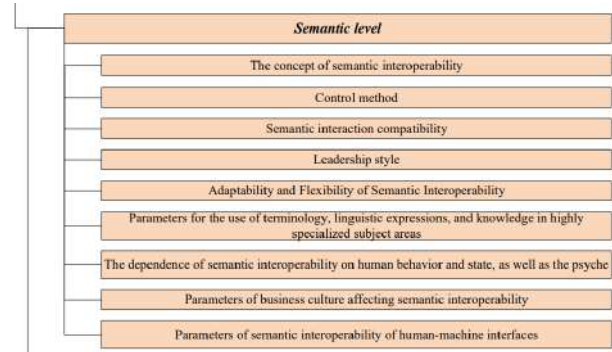 Semantic level
The concept of semantic interoperability
Control method
Semantic interaction compatibility
Leadership style
Adaptability and Flexibility of Semantic Interoperability
Parameters for the use of terminology, linguistic expressions, and knowledge in highly
specialized subject areas
The dependence of semantic interoperability on human behavior and state, as well as the psyche
Parameters of business culture affecting semantic interoperability
Parameters of semantic interoperability of human-machine interfaces